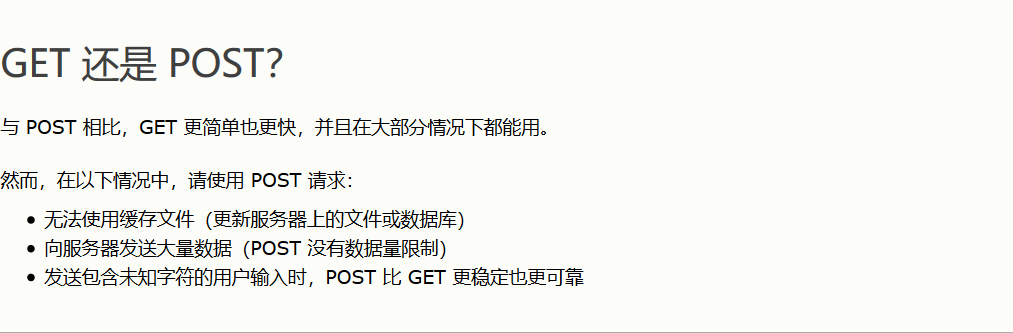 GET 还是 POST？
与 POST 相比，GET 更简单也更快，并且在大部分情况下都能用。
然而，在以下情况中，请使用 POST 请求：
• 无法使用缓存文件（更新服务器上的文件或数据库）
• 向服务器发送大量数据（POST 没有数据量限制）
• 发送包含未知字符的用户输入时，POST 比 GET 更稳定也更可靠